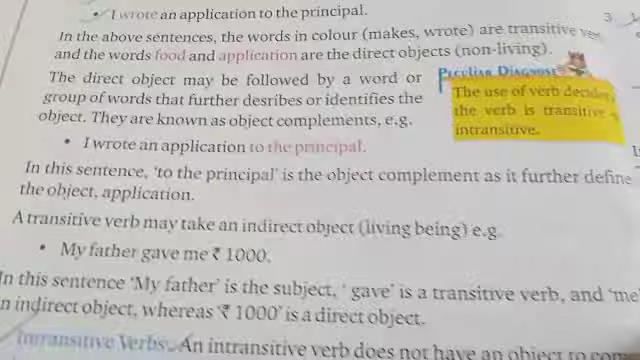 • I wrote an application to the principal.
3
In the above sentences, the words in colour (makes, wrote) are transitive
and the words food and application are the direct objects (non-living).
The direct object may be followed by a word or
group of words that further desribes or identifies the
object. They are known as object complements, e.g.
PECULIAR DIAGNOSE
The use of verb decides
the verb is transitive
intransitive.
• I wrote an application to the principal.
In this sentence, 'to the principal' is the object complement as it further define
the object, application.
A transitive verb may take an indirect object (living being) e.g.
• My father gave me ₹ 1000.
In this sentence 'My father' is the subject, ' gave' is a transitive verb, and 'me'
n indirect object, whereas '₹ 1000' is a direct object.
Intransitive Verbs. An intransitive verb does not have an object to com